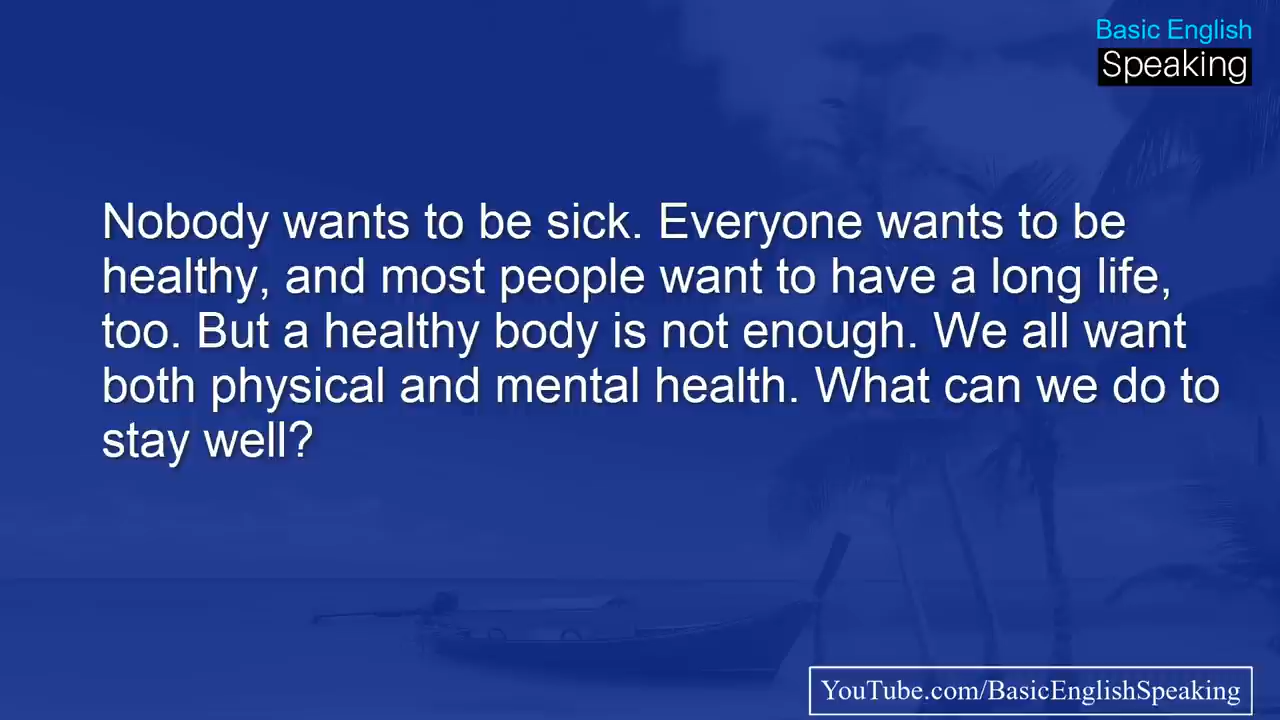 Basic English
Speaking
Nobody wants to be sick. Everyone wants to be
healthy, and most people want to have a long life,
too. But a healthy body is not enough. We all want
both physical and mental health. What can we do to
stay well?
YouTube.com/BasicEnglishSpeaking